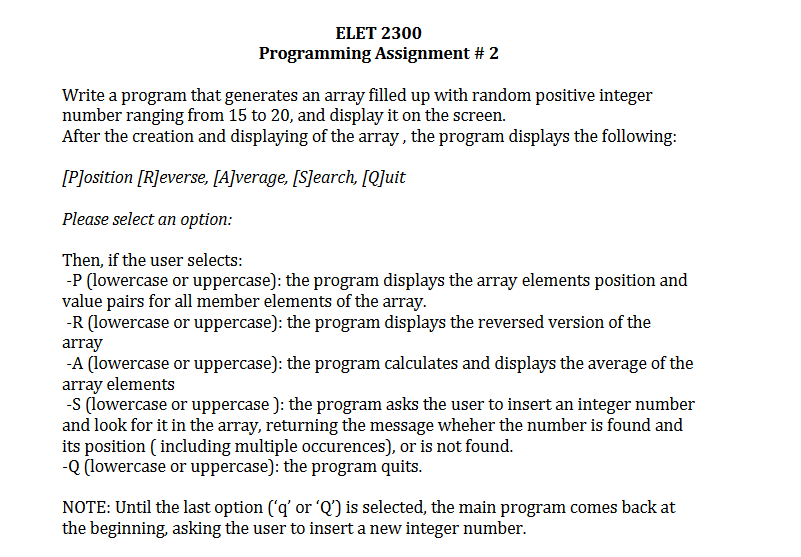 ELET 2300
Programming Assignment # 2
Write a program that generates an array filled up with random positive integer
number ranging from 15 to 20, and display it on the screen.
After the creation and displaying of the array , the program displays the following:
[P]osition [R]everse, [A]verage, [S]earch, [Q]uit
Please select an option:
Then, if the user selects:
-P (lowercase or uppercase): the program displays the array elements position and
value pairs for all member elements of the array.
-R (lowercase or uppercase): the program displays the reversed version of the
array
-A (lowercase or uppercase): the program calculates and displays the average of the
array elements
-S (lowercase or uppercase ): the program asks the user to insert an integer number
and look for it in the array, returning the message wheher the number is found and
its position ( including multiple occurences), or is not found.
-Q (lowercase or uppercase): the program quits.
NOTE: Until the last option (‘q’ or ‘Q’) is selected, the main program comes back at
the beginning, asking the user to insert a new integer number.